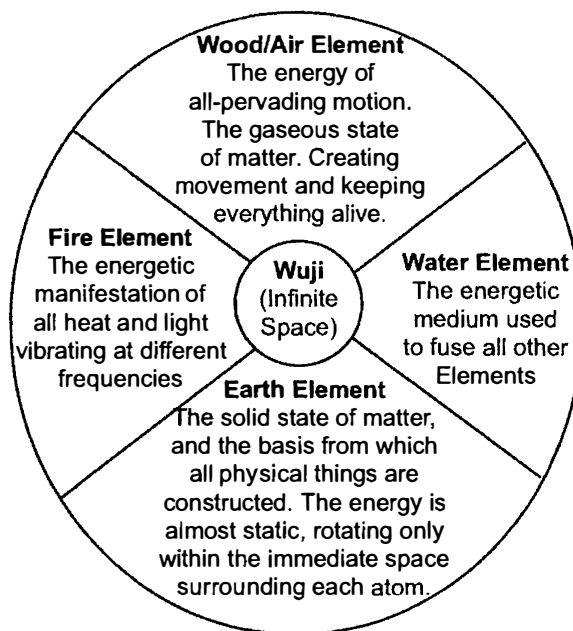 Wood/Air Element
The energy of
all-pervading motion.
The gaseous state
of matter. Creating
movement and keeping
everything alive.
Fire Element
The energetic
manifestation of
all heat and light
vibrating at different
frequencies
Wuji
(Infinite
Space)
Water Element
The energetic
medium used
to fuse all other
Elements
Earth Element
The solid state of matter,
and the basis from which
all physical things are
constructed. The energy is
almost static, rotating only
within the immediate space
surrounding each atom.